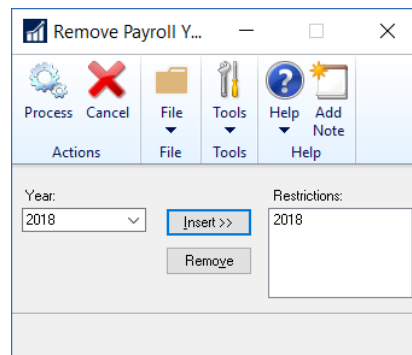 Remove Payroll Y...
Process Cancel File Tools Help Add Note
Actions File Tools Help
Year:
Restrictions:
2018
Insert >>
2018
Remove